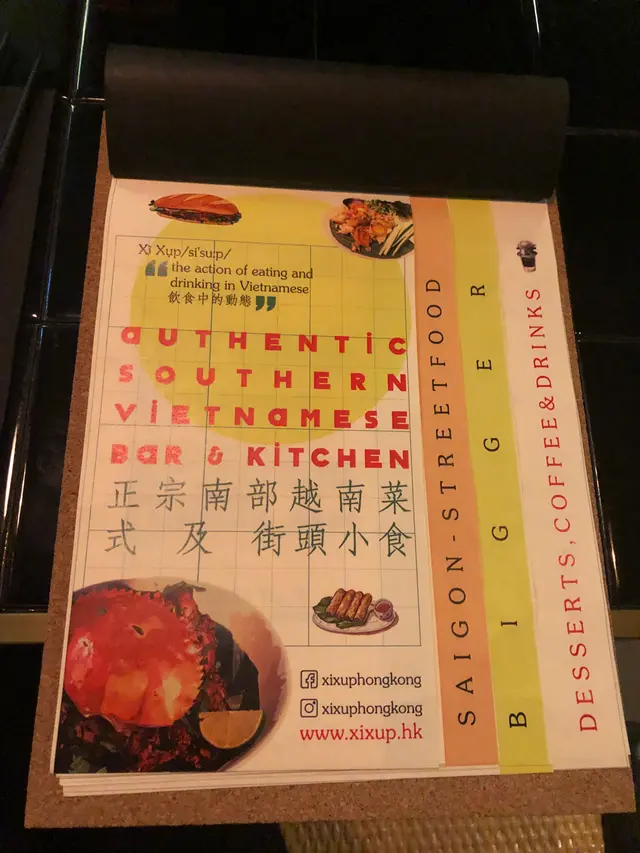 Xì Xụp/si'su:p/
“ the action of eating and
drinking in Vietnamese
飲食中的動態 ”
aUTHENTiC
SOUTHERN
ViETNaMESE
BaR & KiTCHEN
正宗南部越南菜
式及街頭小食
xixuphongkong
xixuphongkong
www.xixup.hk
SAIGON-STREETFOOD
BIGGER
DESSERTS, COFFEE & DRINKS